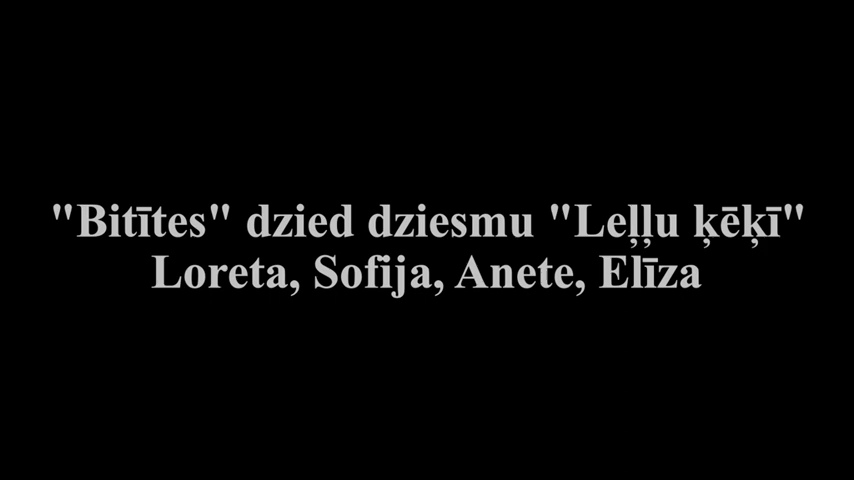 "Bitītes" dzied dziesmu "Leļļu ķēķī"
Loreta, Sofija, Anete, Elīza